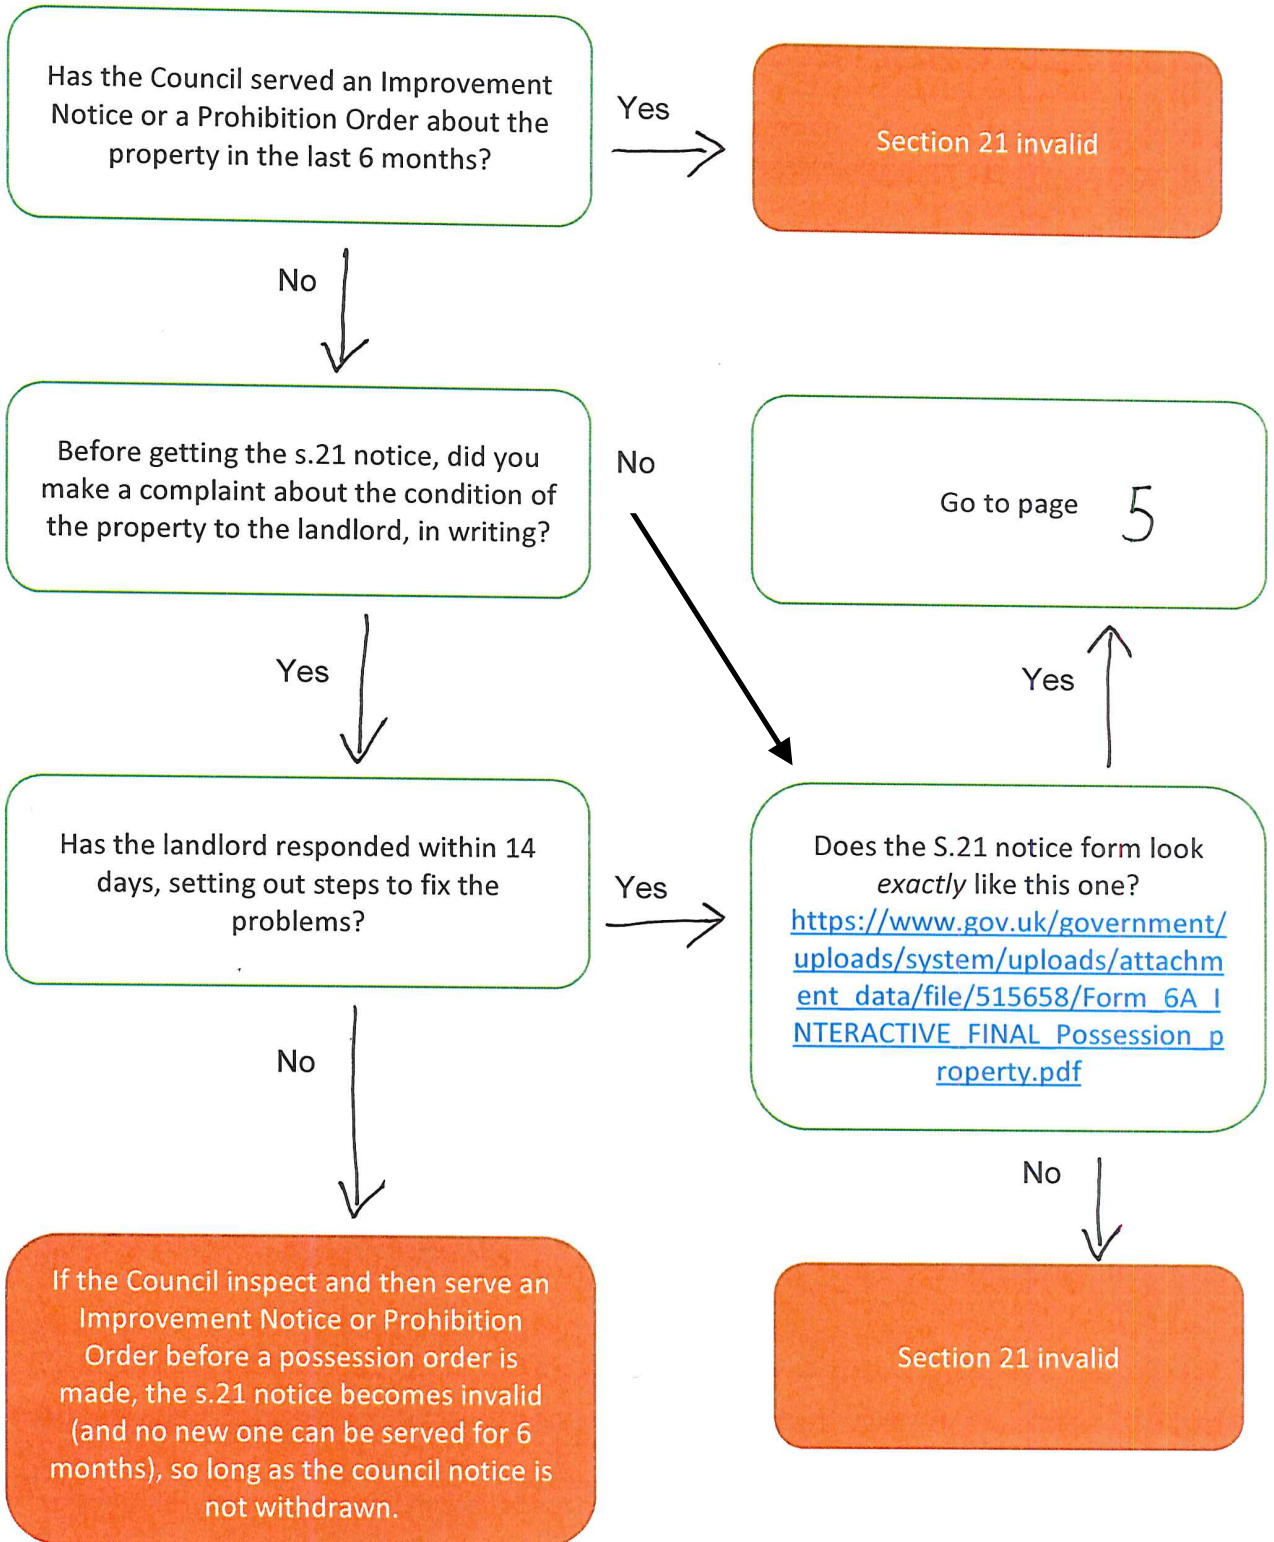 Has the Council served an Improvement
Notice or a Prohibition Order about the
property in the last 6 months?
Yes
Section 21 invalid
No
Before getting the s.21 notice, did you
make a complaint about the condition of
the property to the landlord, in writing?
No
Go to page 5
Yes
Yes
Has the landlord responded within 14
days, setting out steps to fix the
problems?
Yes
Does the S.21 notice form look
exactly like this one?
https://www.gov.uk/government/
uploads/system/uploads/attachm
ent_data/file/515658/Form_6A_I
NTERACTIVE_FINAL_Possession_p
roperty.pdf
No
No
If the Council inspect and then serve an
Improvement Notice or Prohibition
Order before a possession order is
made, the s.21 notice becomes invalid
(and no new one can be served for 6
months), so long as the council notice is
not withdrawn.
Section 21 invalid